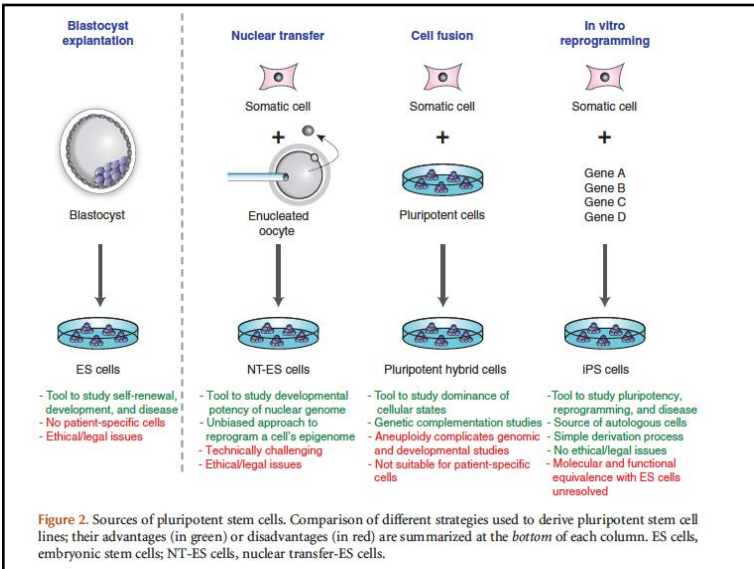 Blastocyst
explantation
Blastocyst
ES cells
- Tool to study self-renewal,
development, and disease
- No patient-specific cells
- Ethical/legal issues
Nuclear transfer
Somatic cell
+
Enucleated
oocyte
NT-ES cells
- Tool to study developmental
potency of nuclear genome
- Unbiased approach to
reprogram a cell's epigenome
- Technically challenging
- Ethical/legal issues
Cell fusion
Somatic cell
+
Pluripotent cells
Pluripotent hybrid cells
- Tool to study dominance of
cellular states
- Genetic complementation studies
- Aneuploidy complicates genomic
and developmental studies
- Not suitable for patient-specific
cells
In vitro
reprogramming
Somatic cell
+
Gene A
Gene B
Gene C
Gene D
iPS cells
-Tool to study pluripotency,
reprogramming, and disease
- Source of autologous cells
- Simple derivation process
- No ethical/legal issues
- Molecular and functional
equivalence with ES cells
unresolved
Figure 2. Sources of pluripotent stem cells. Comparison of different strategies used to derive pluripotent stem cell
lines; their advantages (in green) or disadvantages (in red) are summarized at the bottom of each column. ES cells,
embryonic stem cells; NT-ES cells, nuclear transfer-ES cells.